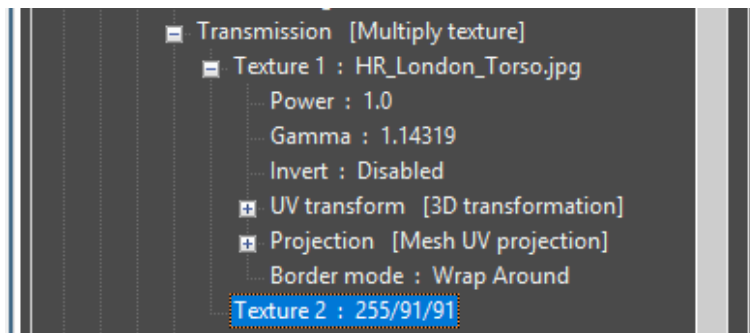 Transmission [Multiply texture]
Texture 1 : HR_London_Torso.jpg
Power : 1.0
Gamma : 1.14319
Invert : Disabled
UV transform [3D transformation]
Projection [Mesh UV projection]
Border mode : Wrap Around
Texture 2 : 255/91/91